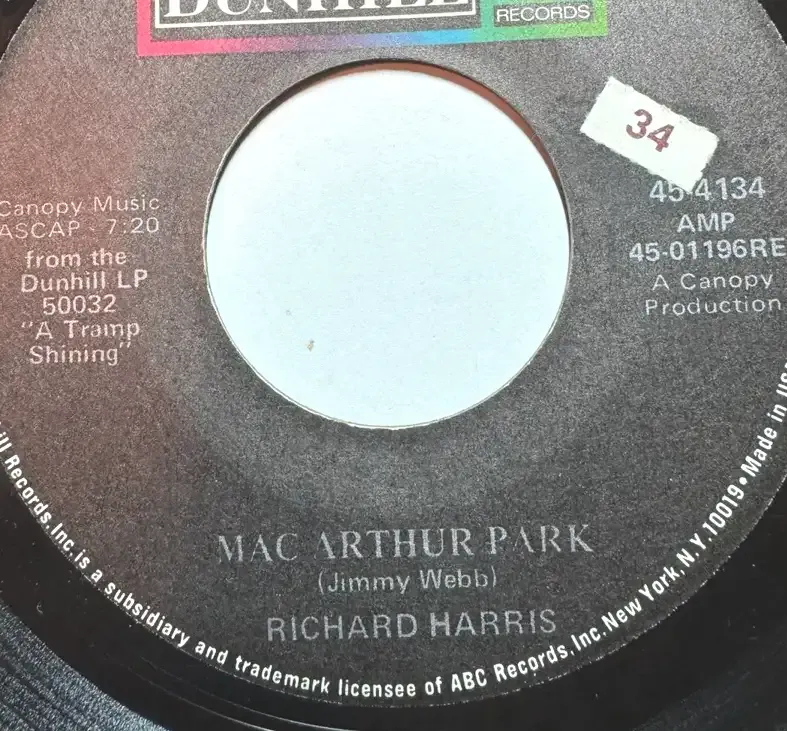 DUNHILL
RECORDS
34
Canopy Music
ASCAP - 7:20
from the
Dunhill LP
50032
"A Tramp
Shining"
45-4134
AMP
45-01196RE
A Canopy
Production
MAC ARTHUR PARK
(Jimmy Webb)
RICHARD HARRIS
Records, Inc. is a subsidiary and trademark licensee of ABC Records, Inc. New York, N.Y. 10019 • Made in USA